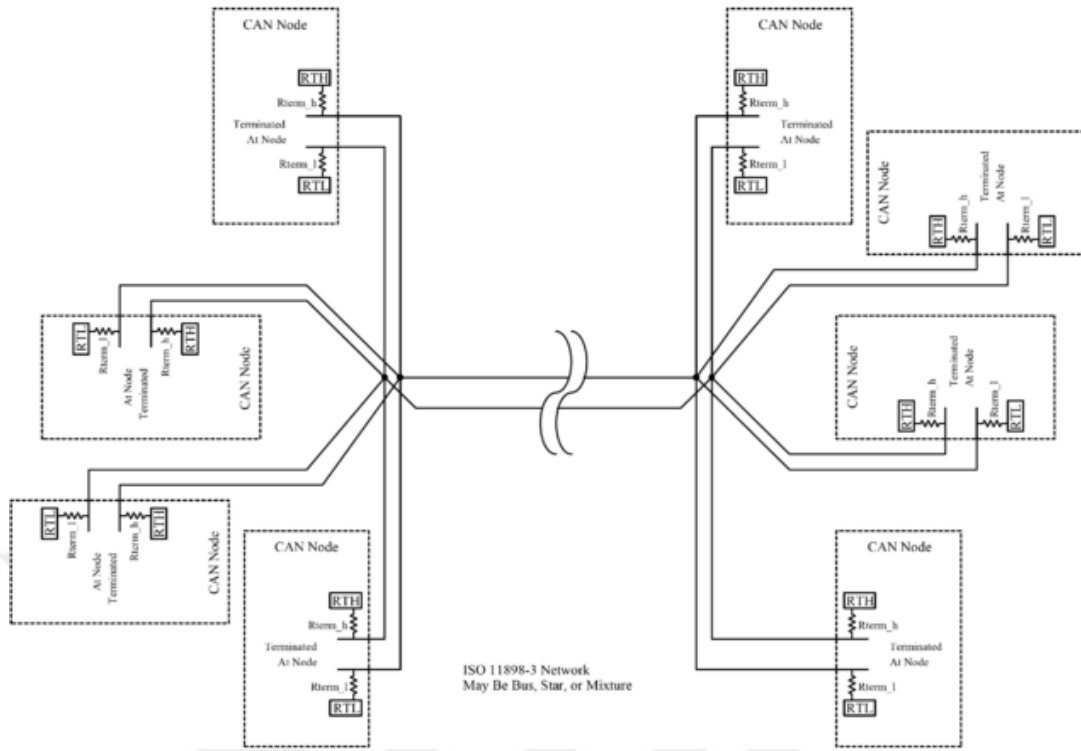 CAN Node
RTH
Rterm_h
Terminated
At Node
Rterm_l
RTL
CAN Node
RTH
Rterm_h
Terminated
At Node
Rterm_l
RTL
CAN Node
RTH
Rterm_h
Terminated
At Node
Rterm_l
RTL
RTL
Rterm_l
At Node
Terminated
Rterm_h
RTH
CAN Node
CAN Node
RTH
Rterm_h
Terminated
At Node
Rterm_l
RTL
RTL
Rterm_l
At Node
Terminated
Rterm_h
RTH
CAN Node
CAN Node
RTH
Rterm_h
Terminated
At Node
Rterm_l
RTL
ISO 11898-3 Network
May Be Bus, Star, or Mixture
CAN Node
RTH
Rterm_h
Terminated
At Node
Rterm_l
RTL